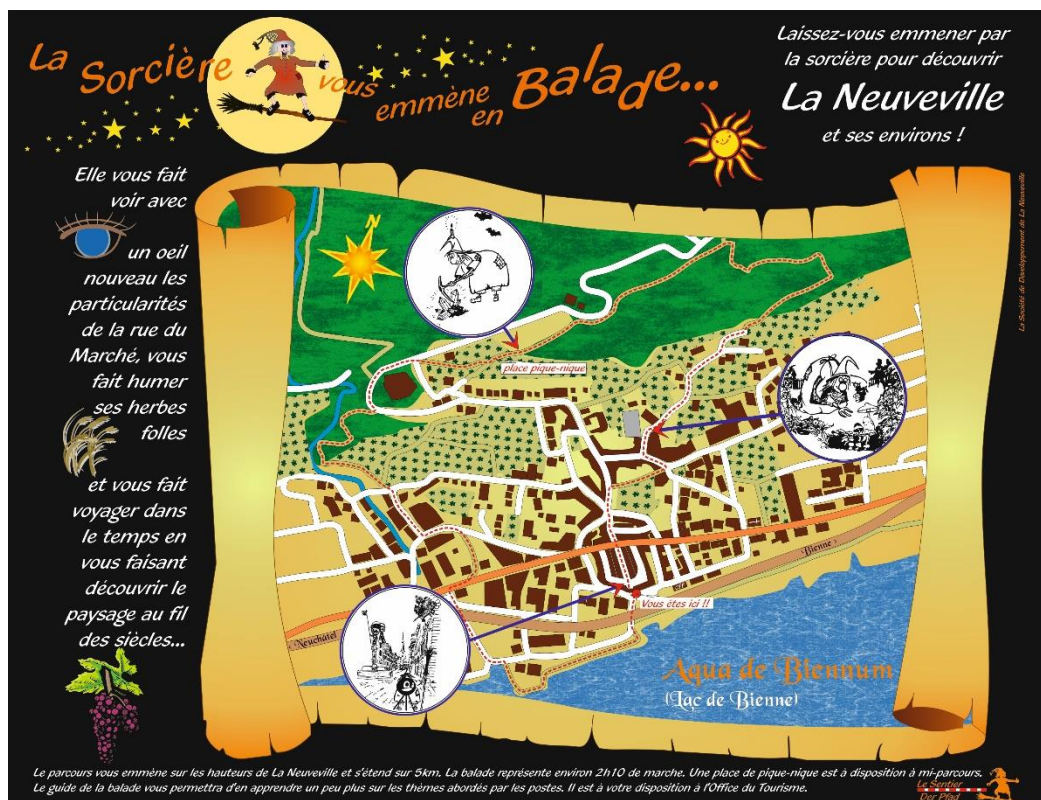 La Sorcière vous emmène en Balade...
Laissez-vous emmener par
la sorcière pour découvrir
La Neuveville
et ses environs !
Elle vous fait
voir avec
un oeil
nouveau les
particularités
de la rue du
Marché, vous
fait humer
ses herbes
folles
et vous fait
voyager dans
le temps en
vous faisant
découvrir le
paysage au fil
des siècles...
La Société de Développement de La Neuveville
N
place pique-nique
Bienne
Vous êtes ici !!
Neuchâtel
Aqua de Biennum
(Lac de Bienne)
Le parcours vous emmène sur les hauteurs de La Neuveville et s'étend sur 5km. La balade représente environ 2h10 de marche. Une place de pique-nique est à disposition à mi-parcours.
Le guide de la balade vous permettra d'en apprendre un peu plus sur les thèmes abordés par les postes. Il est à votre disposition à l'Office du Tourisme.
Le Sentier
Der Pfad